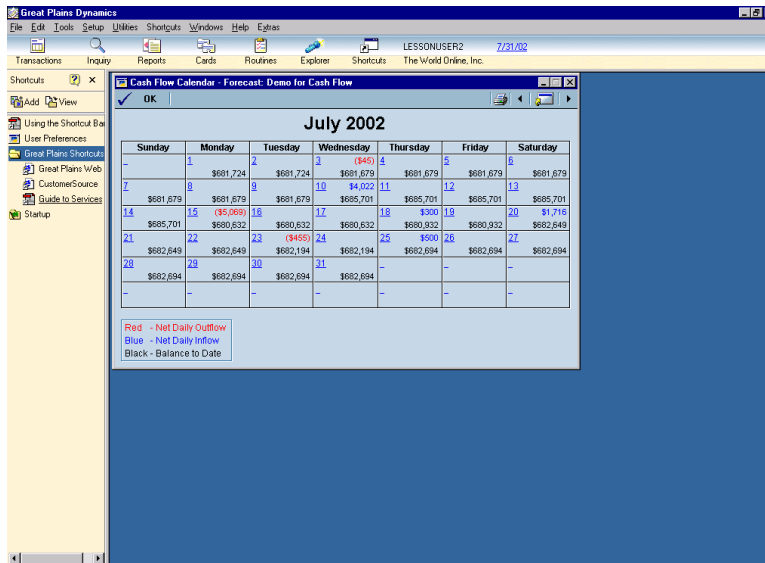 Great Plains Dynamics
File Edit Tools Setup Utilities Shortcuts Windows Help Extras
LESSONUSER2 7/31/02
Transactions Inquiry Reports Cards Routines Explorer Shortcuts The World Online, Inc.
Shortcuts
Add View
Using the Shortcut Bar
User Preferences
Great Plains Shortcuts
Great Plains Web
CustomerSource
Guide to Services
Startup
Cash Flow Calendar - Forecast: Demo for Cash Flow
OK
July 2002
Sunday Monday Tuesday Wednesday Thursday Friday Saturday
_ 1 2 3 ($45) 4 5 6
$681,724 $681,724 $681,679 $681,679 $681,679 $681,679
7 8 9 10 $4,022 11 12 13
$681,679 $681,679 $681,679 $685,701 $685,701 $685,701 $685,701
14 15 ($5,069) 16 17 18 $300 19 20 $1,716
$685,701 $680,632 $680,632 $680,632 $680,932 $680,932 $682,649
21 22 23 ($455) 24 25 $500 26 27
$682,649 $682,649 $682,194 $682,194 $682,694 $682,694 $682,694
28 29 30 31 _ _ _
$682,694 $682,694 $682,694 $682,694
_ _ _ _ _ _ _
Red - Net Daily Outflow
Blue - Net Daily Inflow
Black - Balance to Date